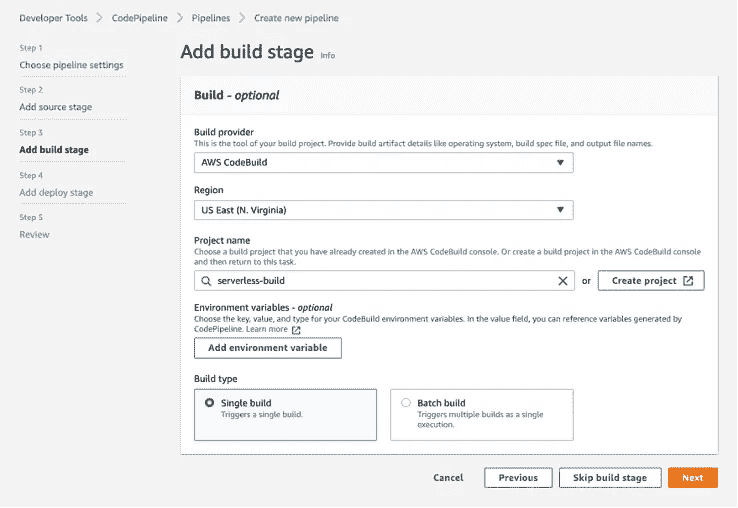 Developer Tools > CodePipeline > Pipelines > Create new pipeline
Step 1
Choose pipeline settings
Step 2
Add source stage
Step 3
Add build stage
Step 4
Add deploy stage
Step 5
Review
Add build stage Info
Build - optional
Build provider
This is the tool of your build project. Provide build artifact details like operating system, build spec file, and output file names.
AWS CodeBuild
Region
US East (N. Virginia)
Project name
Choose a build project that you have already created in the AWS CodeBuild console. Or create a build project in the AWS CodeBuild console
and then return to this task.
serverless-build or Create project
Environment variables - optional
Choose the key, value, and type for your CodeBuild environment variables. In the value field, you can reference variables generated by
CodePipeline. Learn more
Add environment variable
Build type
Single build
Triggers a single build.
Batch build
Triggers multiple builds as a single
execution.
Cancel Previous Skip build stage Next